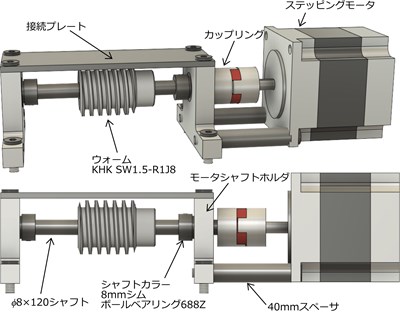 ステッピングモータ
接続プレート
カップリング
ウォーム
KHK SW1.5-R1J8
モータシャフトホルダ
φ8×120シャフト
シャフトカラー
8mmシム
ボールベアリング688Z
40mmスペーサ